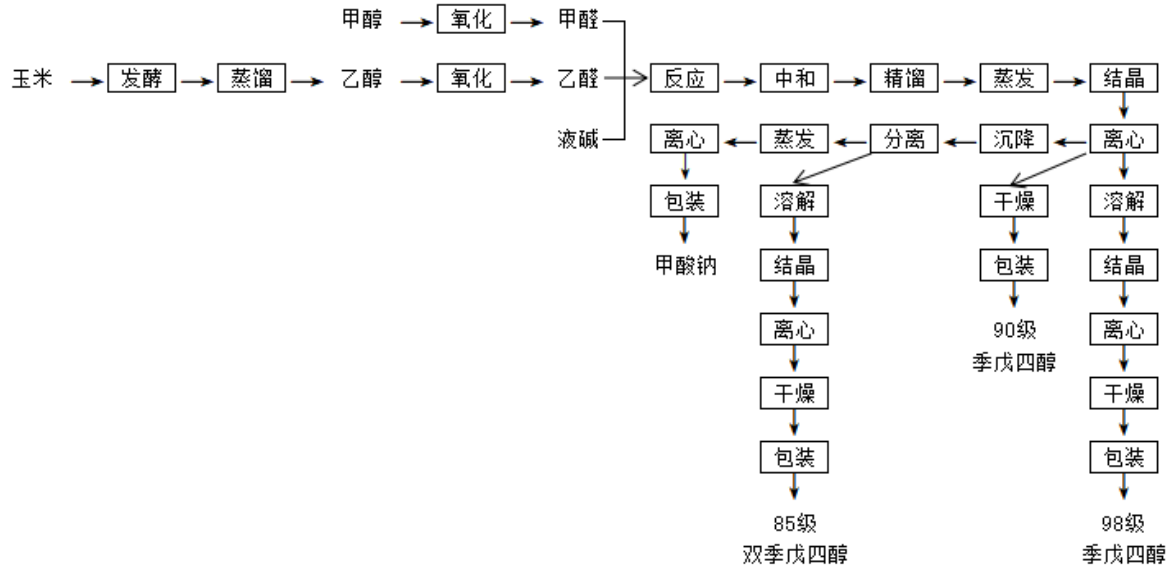 甲醇 氧化 甲醛
玉米 发酵 蒸馏 乙醇 氧化 乙醛 反应 中和 精馏 蒸发 结晶
液碱 离心 蒸发 分离 沉降 离心
包装 溶解 干燥 溶解
甲酸钠 结晶 包装 结晶
离心 90级 离心
季戊四醇
干燥 干燥
包装 包装
85级 98级
双季戊四醇 季戊四醇